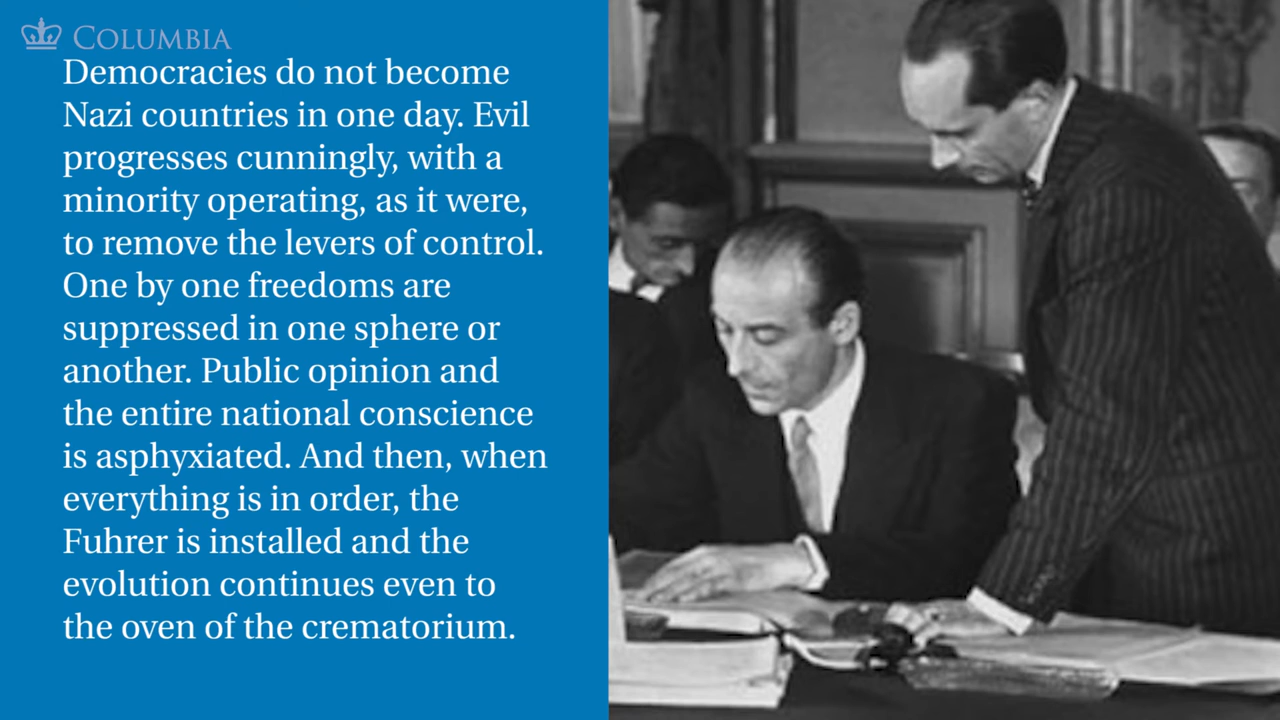 COLUMBIA
Democracies do not become
Nazi countries in one day. Evil
progresses cunningly, with a
minority operating, as it were,
to remove the levers of control.
One by one freedoms are
suppressed in one sphere or
another. Public opinion and
the entire national conscience
is asphyxiated. And then, when
everything is in order, the
Fuhrer is installed and the
evolution continues even to
the oven of the crematorium.